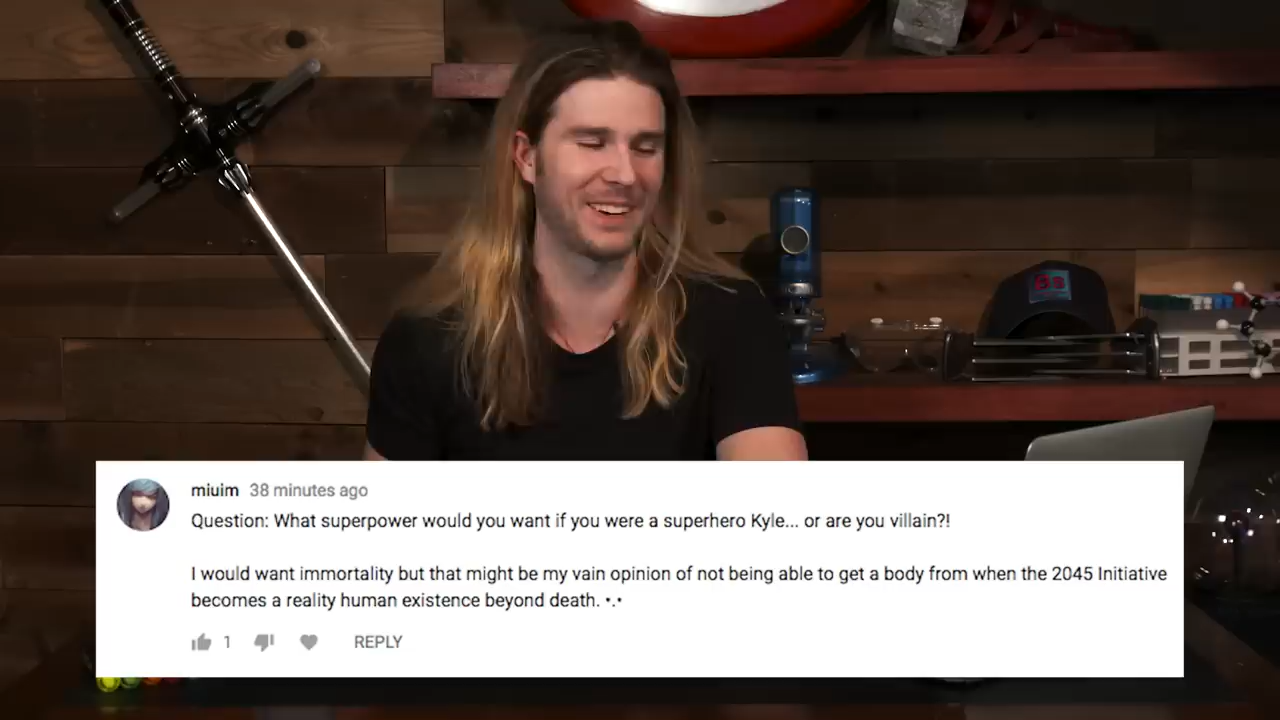 miuim 38 minutes ago
Question: What superpower would you want if you were a superhero Kyle... or are you villain?!
I would want immortality but that might be my vain opinion of not being able to get a body from when the 2045 Initiative
becomes a reality human existence beyond death. •.•
1 REPLY